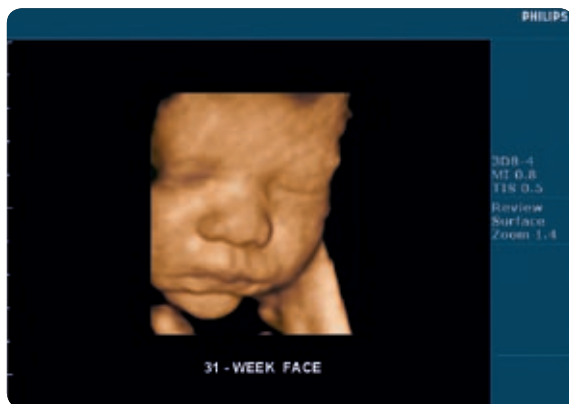 PHILIPS
3D8-4
MI 0.8
TIS 0.5
Review
Surface
Zoom 1.4
31 - WEEK FACE